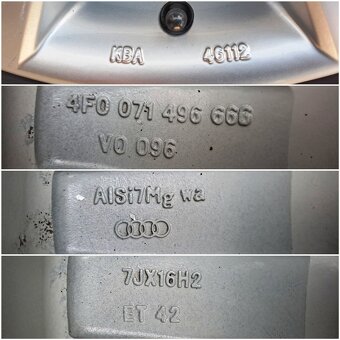 KBA 46112
4F0 071 496 666
V0 096
AlSi7Mg wa
7JX16H2
ET 42